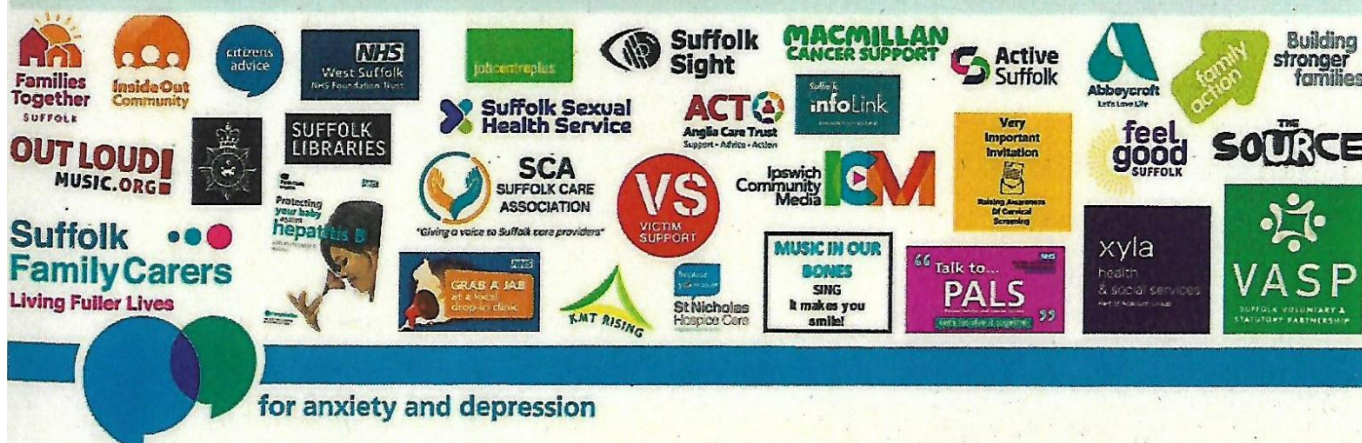 Families
Together
SUFFOLK
InsideOut
Community
citizens
advice
NHS
West Suffolk
NHS Foundation Trust
jobcentreplus
Suffolk
Sight
MACMILLAN
CANCER SUPPORT
Active
Suffolk
Abbeycroft
Let's Love Life
family
action
Building
stronger
families
OUT LOUD!
MUSIC.ORG
SUFFOLK
LIBRARIES
Suffolk Sexual
Health Service
ACT
Anglia Care Trust
Support - Advice - Action
Suffolk
infoLink
Very
Important
Invitation
Raising Awareness
Of Cervical
Screening
feel
good
SUFFOLK
THE
SOURCE
Suffolk
Family Carers
Living Fuller Lives
NHS
Protecting
your baby
against
hepatitis B
SCA
SUFFOLK CARE
ASSOCIATION
"Giving a voice to Suffolk care providers"
VS
VICTIM
SUPPORT
Ipswich
Community
Media
ICM
NHS
GRAB A JAB
at a local
drop-in clinic
KMT RISING
St Nicholas
Hospice Care
MUSIC IN OUR
BONES
SING
It makes you
smile!
NHS
“ Talk to...
PALS ”
xyla
health
& social services
VASP
SUFFOLK VOLUNTARY &
STATUTORY PARTNERSHIP
for anxiety and depression